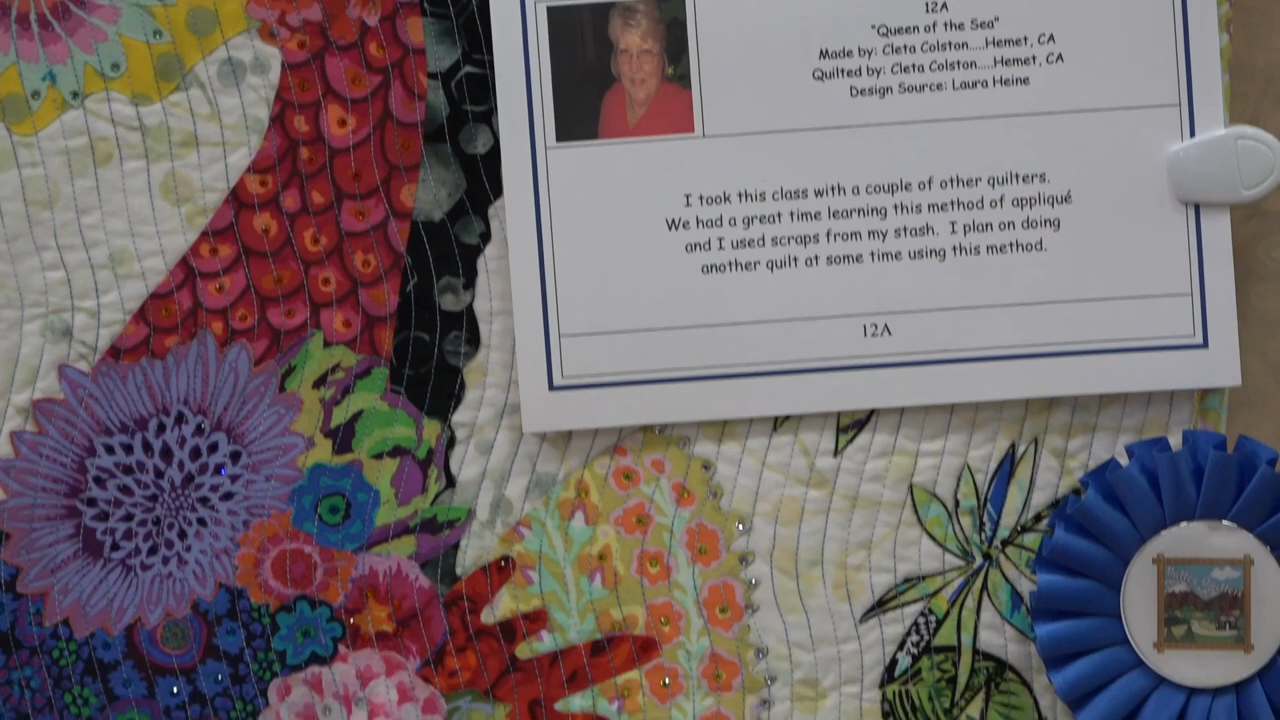 12A
"Queen of the Sea"
Made by: Cleta Colston.....Hemet, CA
Quilted by: Cleta Colston.....Hemet, CA
Design Source: Laura Heine
I took this class with a couple of other quilters.
We had a great time learning this method of appliqué
and I used scraps from my stash. I plan on doing
another quilt at some time using this method.
12A